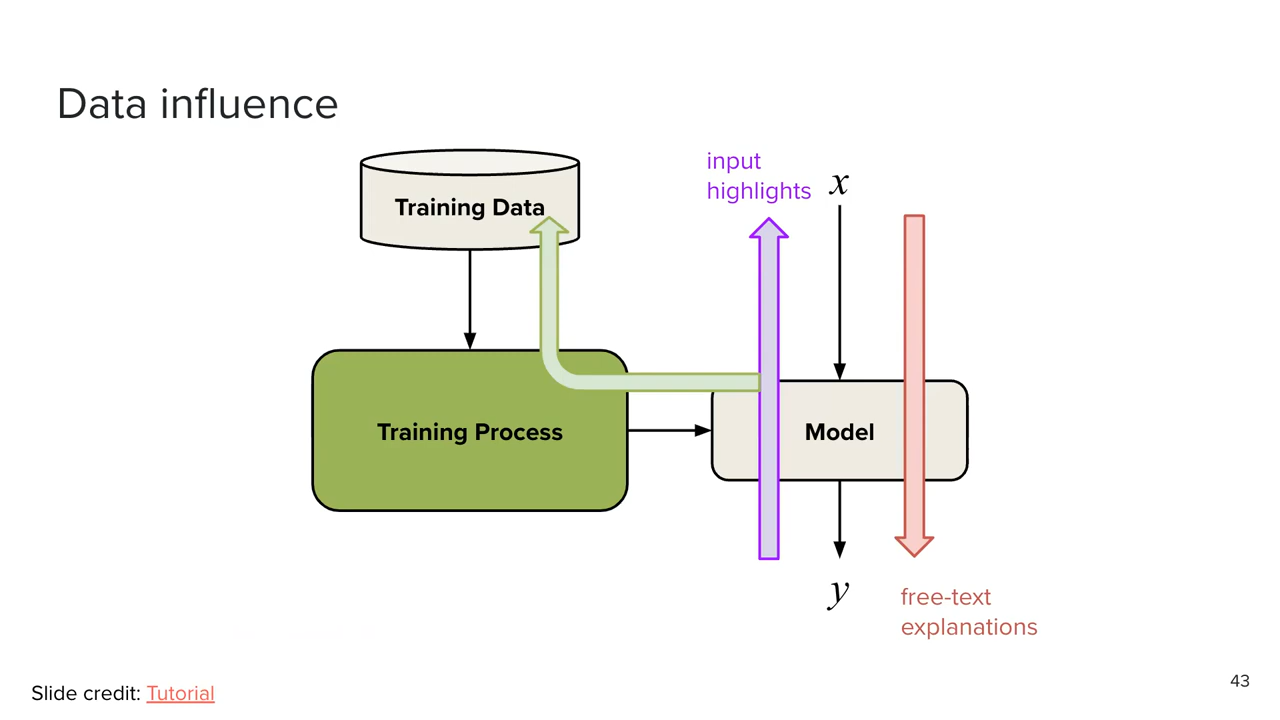 Data influence
Training Data
input
highlights
x
Training Process
Model
y
free-text
explanations
Slide credit: Tutorial
43